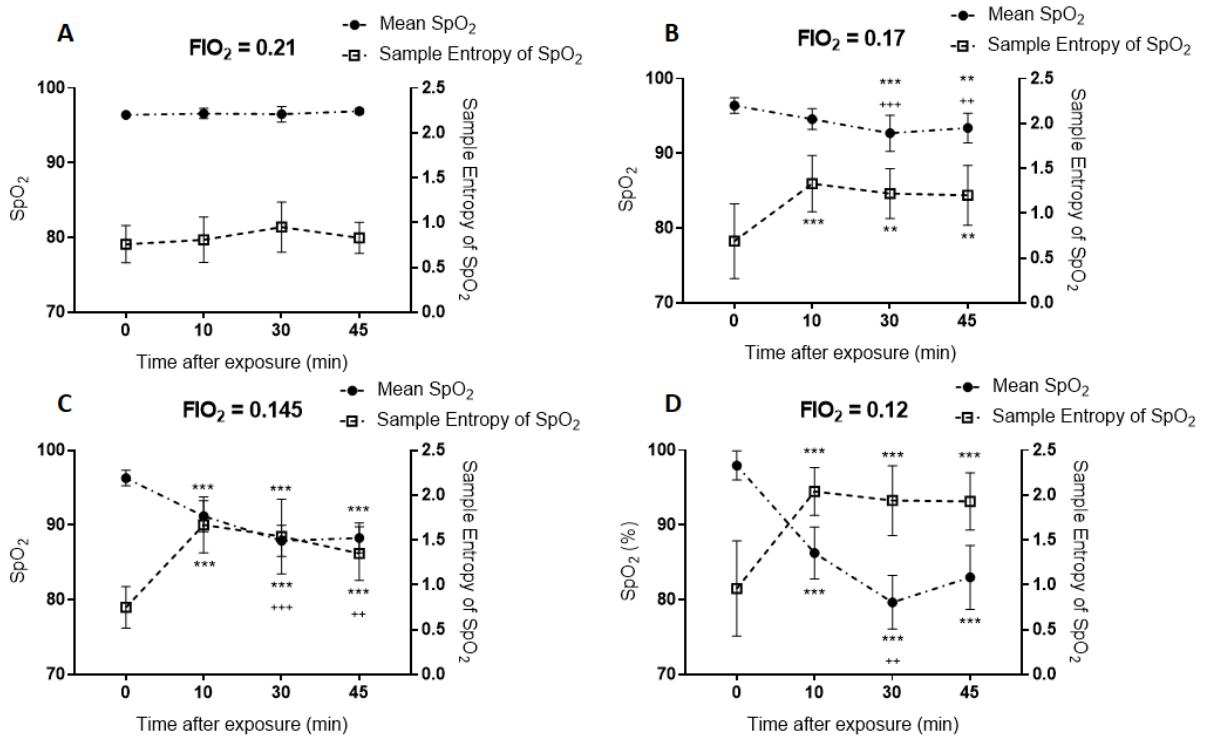 A
FIO₂ = 0.21
Mean SpO₂
Sample Entropy of SpO₂
100
90
80
70
SpO₂
2.5
2.0
1.5
1.0
0.5
0.0
Sample Entropy of SpO₂
0 10 30 45
Time after exposure (min)
B
FIO₂ = 0.17
Mean SpO₂
Sample Entropy of SpO₂
100
90
80
70
SpO₂
*** **
+++ ++
*** ** **
2.5
2.0
1.5
1.0
0.5
0.0
Sample Entropy of SpO₂
0 10 30 45
Time after exposure (min)
C
FIO₂ = 0.145
Mean SpO₂
Sample Entropy of SpO₂
100
90
80
70
SpO₂
*** *** ***
*** *** ***
+++ ++
2.5
2.0
1.5
1.0
0.5
0.0
Sample Entropy of SpO₂
0 10 30 45
Time after exposure (min)
D
FIO₂ = 0.12
Mean SpO₂
Sample Entropy of SpO₂
100
90
80
70
SpO₂ (%)
*** *** ***
*** *** ***
++
2.5
2.0
1.5
1.0
0.5
0.0
Sample Entropy of SpO₂
0 10 30 45
Time after exposure (min)